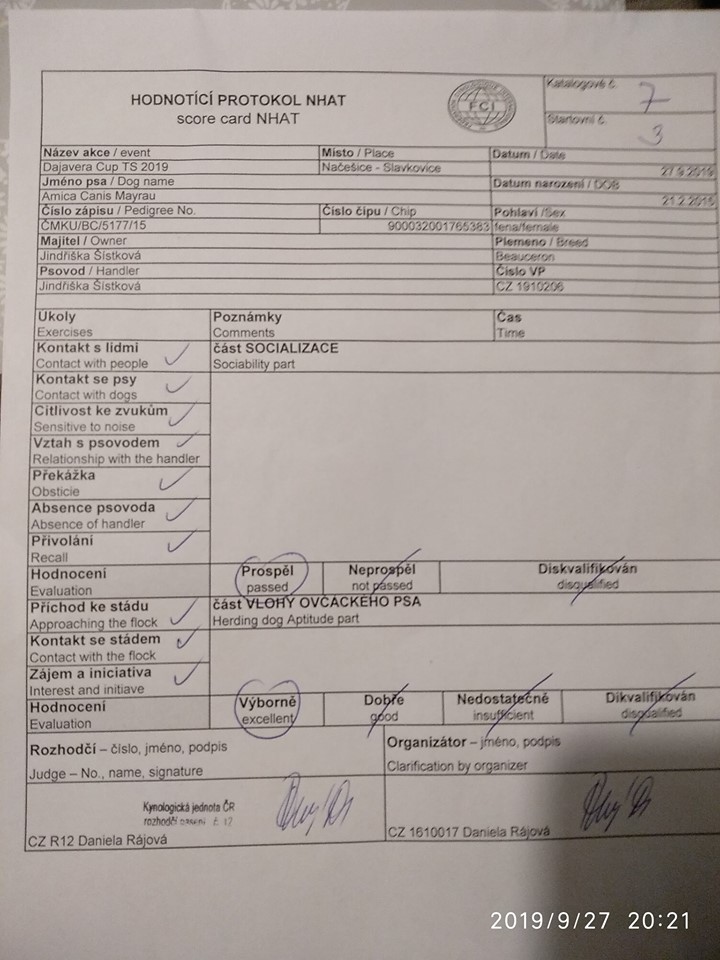 HODNOTÍCÍ PROTOKOL NHAT
score card NHAT
FCI
Katalogové č.
7
Startovní č.
3
Název akce / event
Místo / Place
Datum / Date
Dajavera Cup TS 2019
Načešice - Slavkovice
27.9.2019
Jméno psa / Dog name
Datum narození / DOB
Amica Canis Mayrau
21.2.2015
Číslo zápisu / Pedigree No.
Číslo čipu / Chip
Pohlaví /Sex
ČMKU/BC/5177/15
900032001765383
fena/female
Majitel / Owner
Plemeno / Breed
Jindřiška Šístková
Beauceron
Psovod / Handler
Číslo VP
Jindřiška Šístková
CZ 1910206
Úkoly
Poznámky
Čas
Exercises
Comments
Time
Kontakt s lidmi
část SOCIALIZACE
Contact with people
Sociability part
Kontakt se psy
Contact with dogs
Citlivost ke zvukům
Sensitive to noise
Vztah s psovodem
Relationship with the handler
Překážka
Obsticle
Absence psovoda
Absence of handler
Přivolání
Recall
Hodnocení
Prospěl
Neprospěl
Diskvalifikován
Evaluation
passed
not passed
disqualified
Příchod ke stádu
část VLOHY OVČÁCKÉHO PSA
Approaching the flock
Herding dog Aptitude part
Kontakt se stádem
Contact with the flock
Zájem a iniciativa
Interest and initiave
Hodnocení
Výborně
Dobře
Nedostatečně
Dikvalifikován
Evaluation
excellent
good
insufficient
disqualified
Rozhodčí – číslo, jméno, podpis
Organizátor – jméno, podpis
Judge – No., name, signature
Clarification by organizer
Kynologická jednota ČR
rozhodčí č. 12
CZ R12 Daniela Rájová
CZ 1610017 Daniela Rájová
2019/9/27 20:21